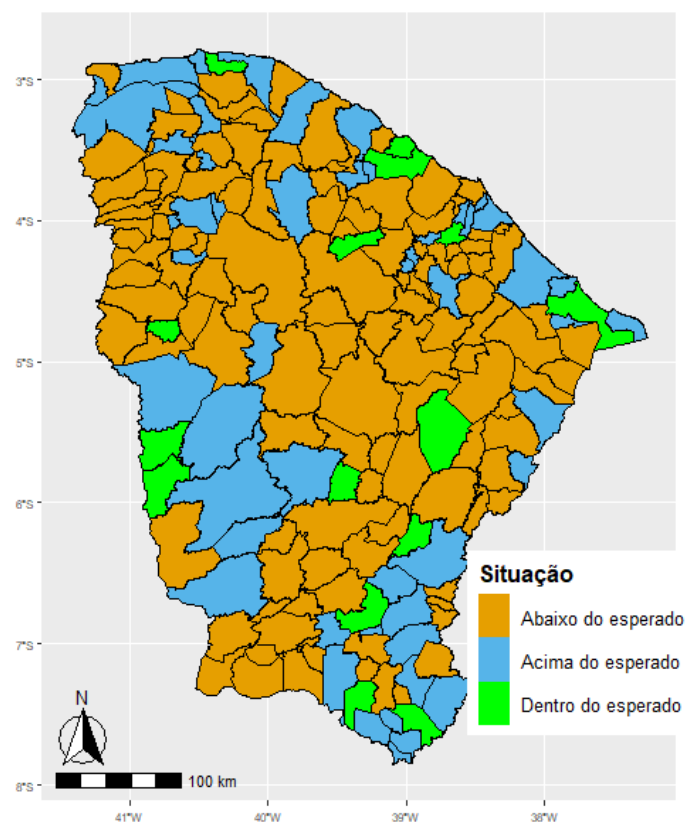 3°S
4°S
5°S
6°S
7°S
8°S
Situação
Abaixo do esperado
Acima do esperado
Dentro do esperado
N
100 km
41°W
40°W
39°W
38°W